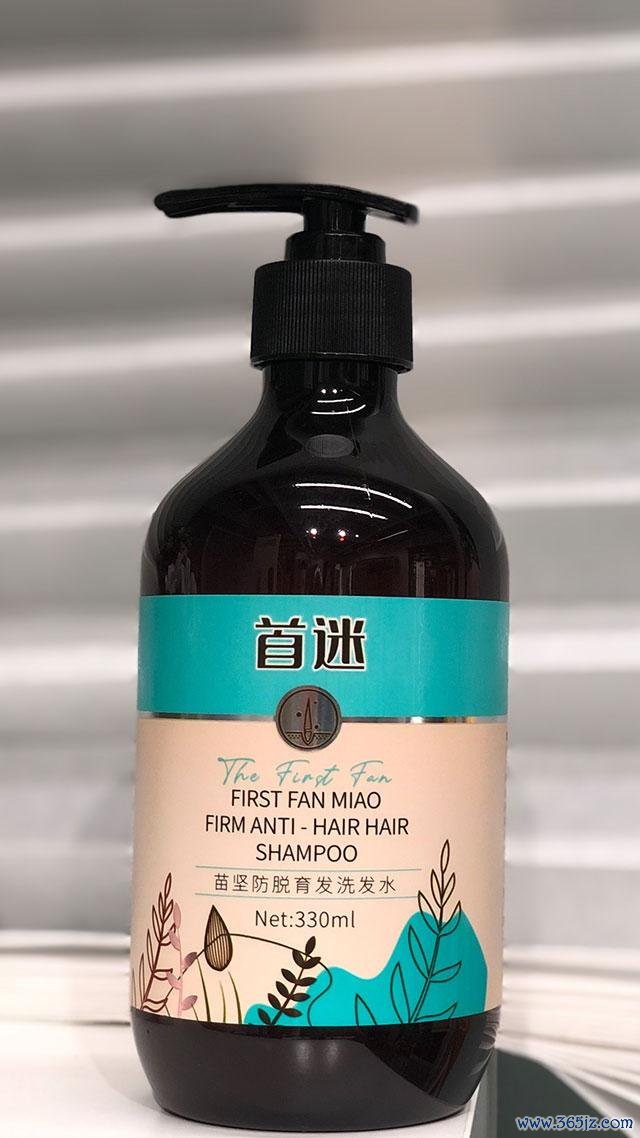 首迷
The First Fan
FIRST FAN MIAO
FIRM ANTI - HAIR HAIR
SHAMPOO
苗坚防脱育发洗发水
Net:330ml
www.365jz.com